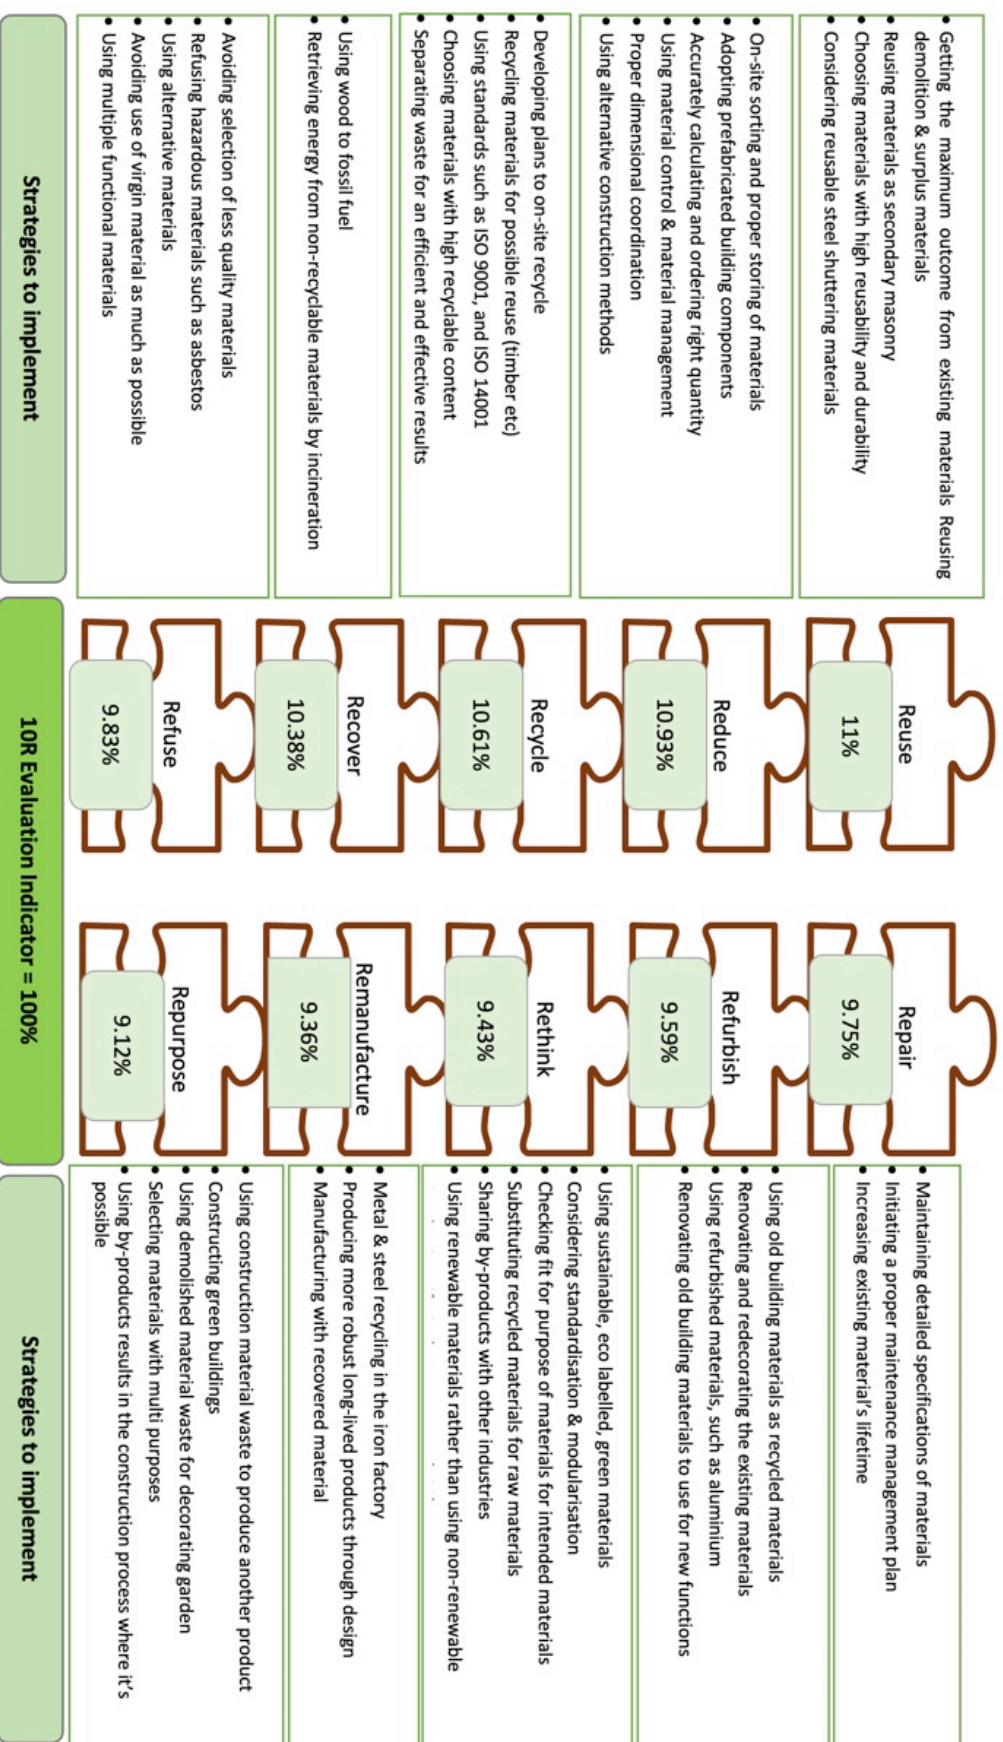 • Getting the maximum outcome from existing materials Reusing
demolition & surplus materials
• Reusing materials as secondary masonry
• Choosing materials with high reusability and durability
• Considering reusable steel shuttering materials
• On-site sorting and proper storing of materials
• Adopting prefabricated building components
• Accurately calculating and ordering right quantity
• Using material control & material management
• Proper dimensional coordination
• Using alternative construction methods
• Developing plans to on-site recycle
• Recycling materials for possible reuse (timber etc)
• Using standards such as ISO 9001, and ISO 14001
• Choosing materials with high recyclable content
• Separating waste for an efficient and effective results
• Using wood to fossil fuel
• Retrieving energy from non-recyclable materials by incineration
• Avoiding selection of less quality materials
• Refusing hazardous materials such as asbestos
• Using alternative materials
• Avoiding use of virgin material as much as possible
• Using multiple functional materials
Strategies to implement
Reuse
11%
Reduce
10.93%
Recycle
10.61%
Recover
10.38%
Refuse
9.83%
Repair
9.75%
Refurbish
9.59%
Rethink
9.43%
Remanufacture
9.36%
Repurpose
9.12%
10R Evaluation Indicator = 100%
• Maintaining detailed specifications of materials
• Initiating a proper maintenance management plan
• Increasing existing material's lifetime
• Using old building materials as recycled materials
• Renovating and redecorating the existing materials
• Using refurbished materials, such as aluminium
• Renovating old building materials to use for new functions
• Using sustainable, eco labelled, green materials
• Considering standardisation & modularisation
• Checking fit for purpose of materials for intended materials
• Substituting recycled materials for raw materials
• Sharing by-products with other industries
• Using renewable materials rather than using non-renewable
• Metal & steel recycling in the iron factory
• Producing more robust long-lived products through design
• Manufacturing with recovered material
• Using construction material waste to produce another product
• Constructing green buildings
• Using demolished material waste for decorating garden
• Selecting materials with multi purposes
• Using by-products results in the construction process where it's
possible
Strategies to implement